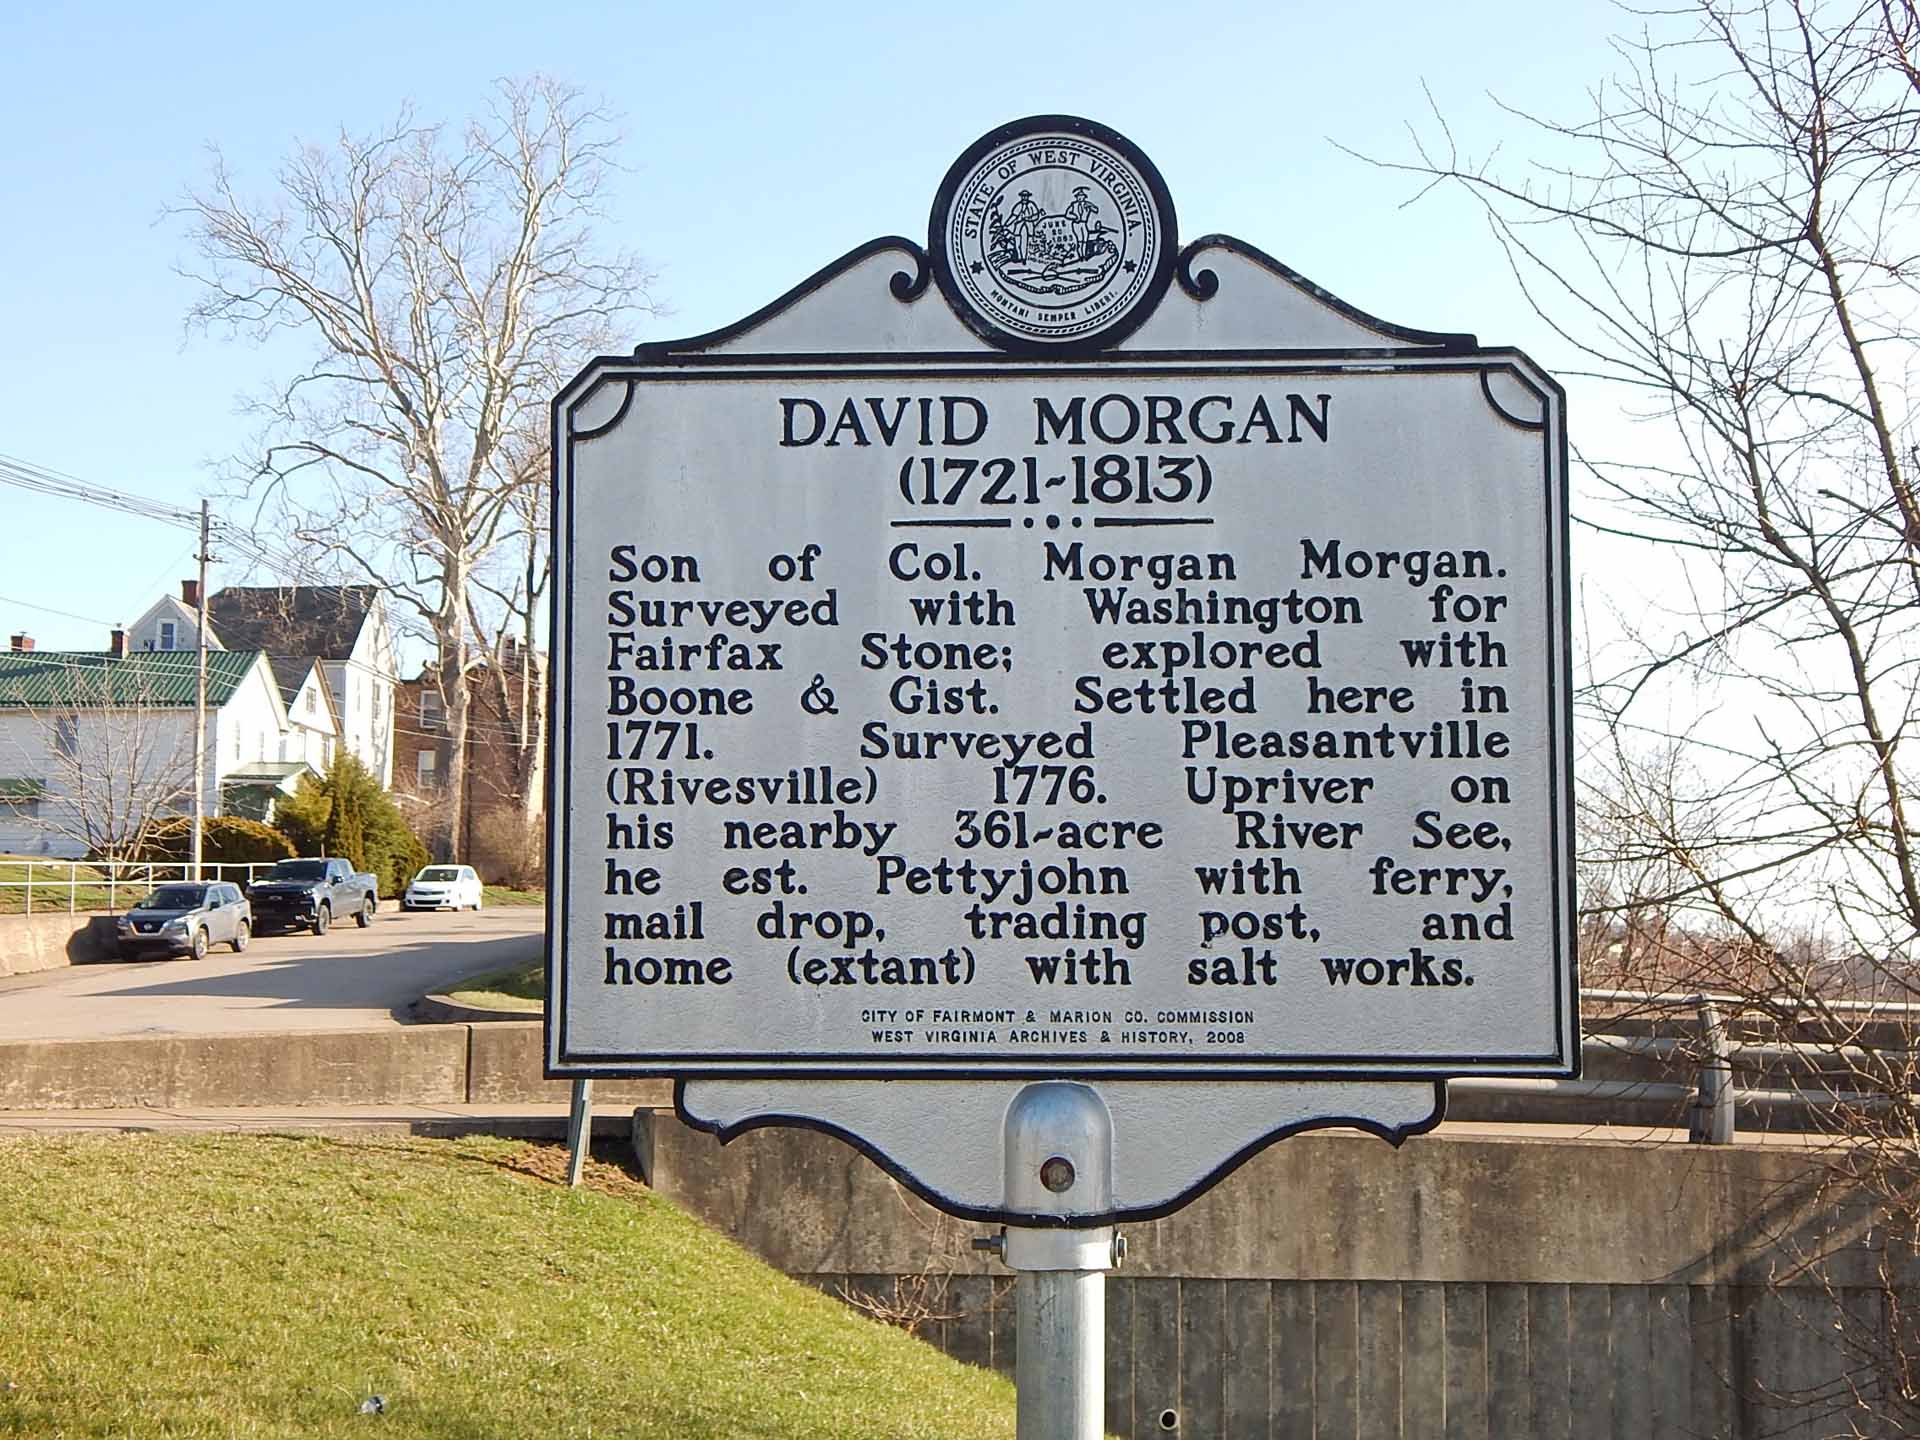 STATE OF WEST VIRGINIA
JUNE
20
1863
MONTANI SEMPER LIBERI.
DAVID MORGAN
(1721~1813)
Son of Col. Morgan Morgan.
Surveyed with Washington for
Fairfax Stone; explored with
Boone & Gist. Settled here in
1771. Surveyed Pleasantville
(Rivesville) 1776. Upriver on
his nearby 361~acre River See,
he est. Pettyjohn with ferry,
mail drop, trading post, and
home (extant) with salt works.
CITY OF FAIRMONT & MARION CO. COMMISSION
WEST VIRGINIA ARCHIVES & HISTORY, 2008